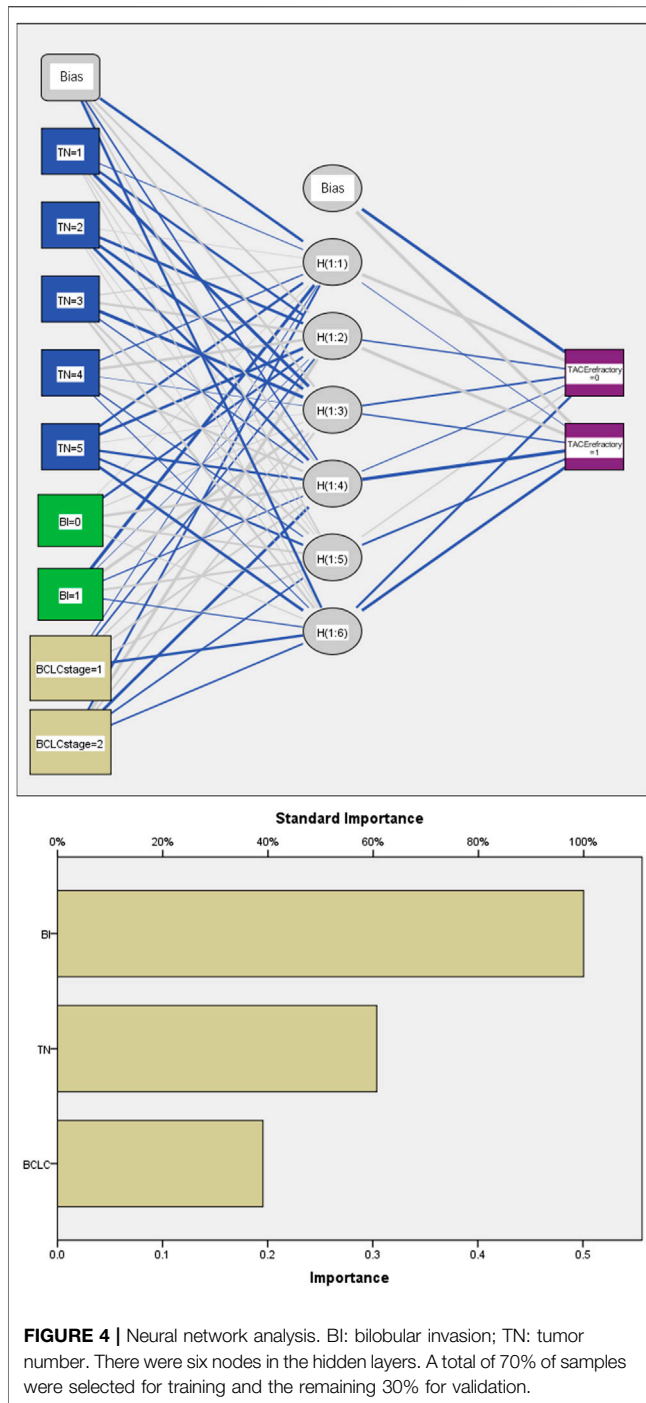 Bias
TN=1
TN=2
TN=3
TN=4
TN=5
BI=0
BI=1
BCLCstage=1
BCLCstage=2
Bias
H(1:1)
H(1:2)
H(1:3)
H(1:4)
H(1:5)
H(1:6)
TACErefractory
=0
TACErefractory
=1
Standard Importance
0% 20% 40% 60% 80% 100%
BI
TN
BCLC
0.0 0.1 0.2 0.3 0.4 0.5
Importance
FIGURE 4 | Neural network analysis. BI: bilobular invasion; TN: tumor
number. There were six nodes in the hidden layers. A total of 70% of samples
were selected for training and the remaining 30% for validation.